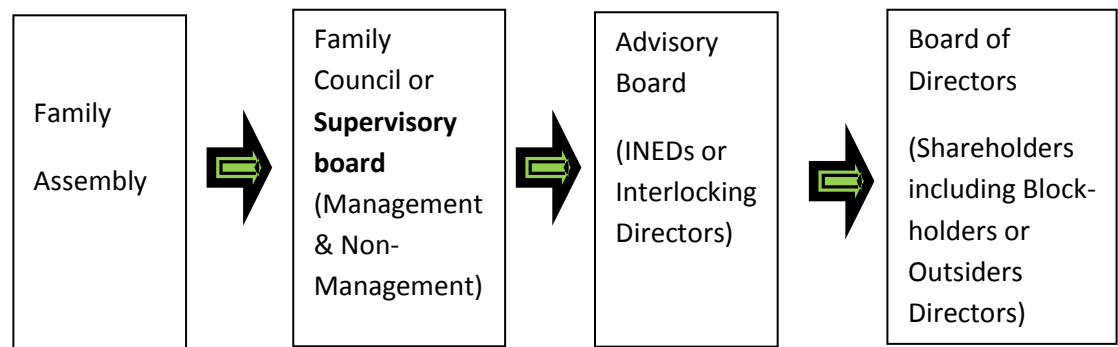 Family
Assembly
Family
Council or
Supervisory
board
(Management
& Non-
Management)
Advisory
Board
(INEDs or
Interlocking
Directors)
Board of
Directors
(Shareholders
including Block-
holders or
Outsiders
Directors)